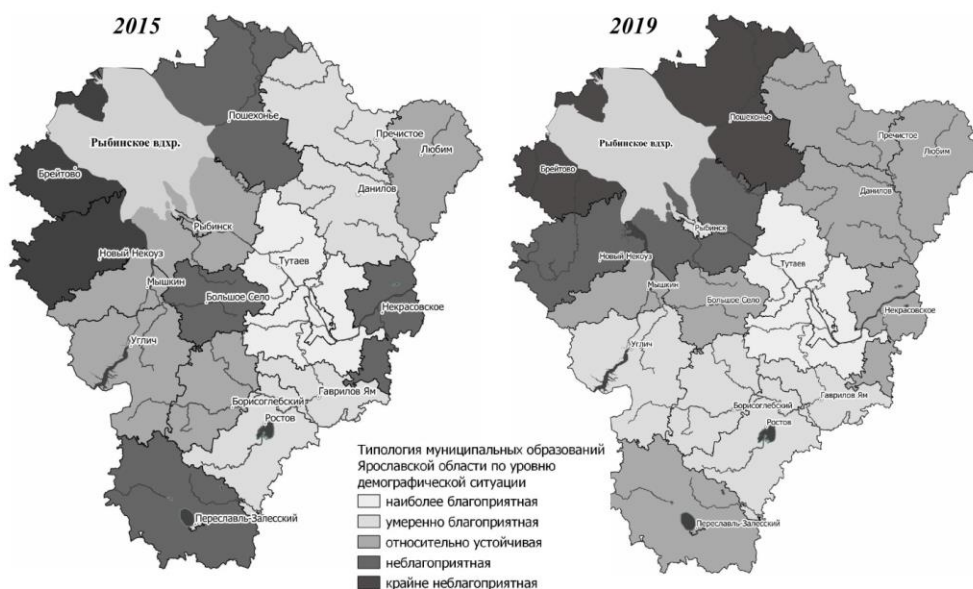 2015
Пошехонье
Рыбинское вдхр.
Пречистое
Любим
Брейтово
Данилов
Рыбинск
Новый Некоуз
Тутаев
Мышкин
Большое Село
Некрасовское
Углич
Гаврилов Ям
Борисоглебский
Ростов
Переславль-Залесский
2019
Пошехонье
Рыбинское вдхр.
Пречистое
Любим
Брейтово
Данилов
Рыбинск
Новый Некоуз
Тутаев
Мышкин
Большое Село
Некрасовское
Углич
Гаврилов Ям
Борисоглебский
Ростов
Переславль-Залесский
Типология муниципальных образований
Ярославской области по уровню
демографической ситуации
наиболее благоприятная
умеренно благоприятная
относительно устойчивая
неблагоприятная
крайне неблагоприятная